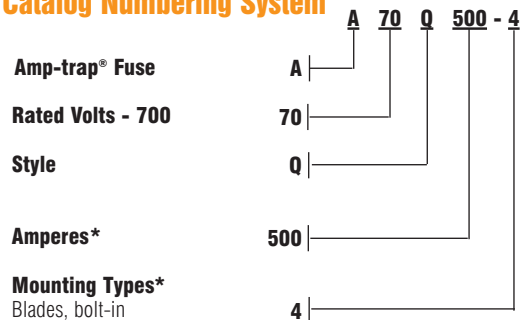 Catalog Numbering System
A 70 Q 500 - 4
Amp-trap® Fuse A
Rated Volts - 700 70
Style Q
Amperes* 500
Mounting Types*
Blades, bolt-in 4